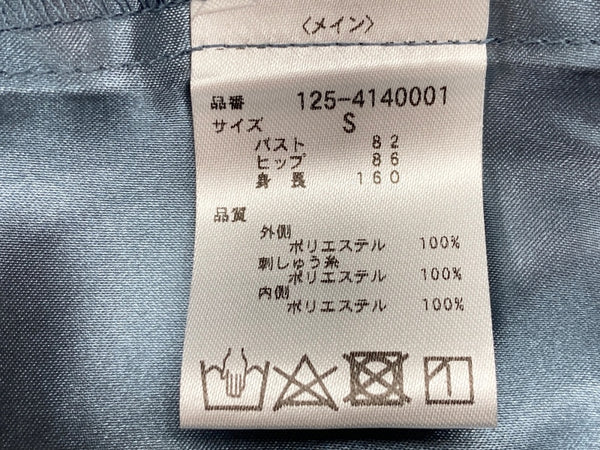 〈メイン〉
品番 125-4140001
サイズ S
バスト 82
ヒップ 86
身長 160
品質
外側
ポリエステル 100%
刺しゅう糸
ポリエステル 100%
内側
ポリエステル 100%